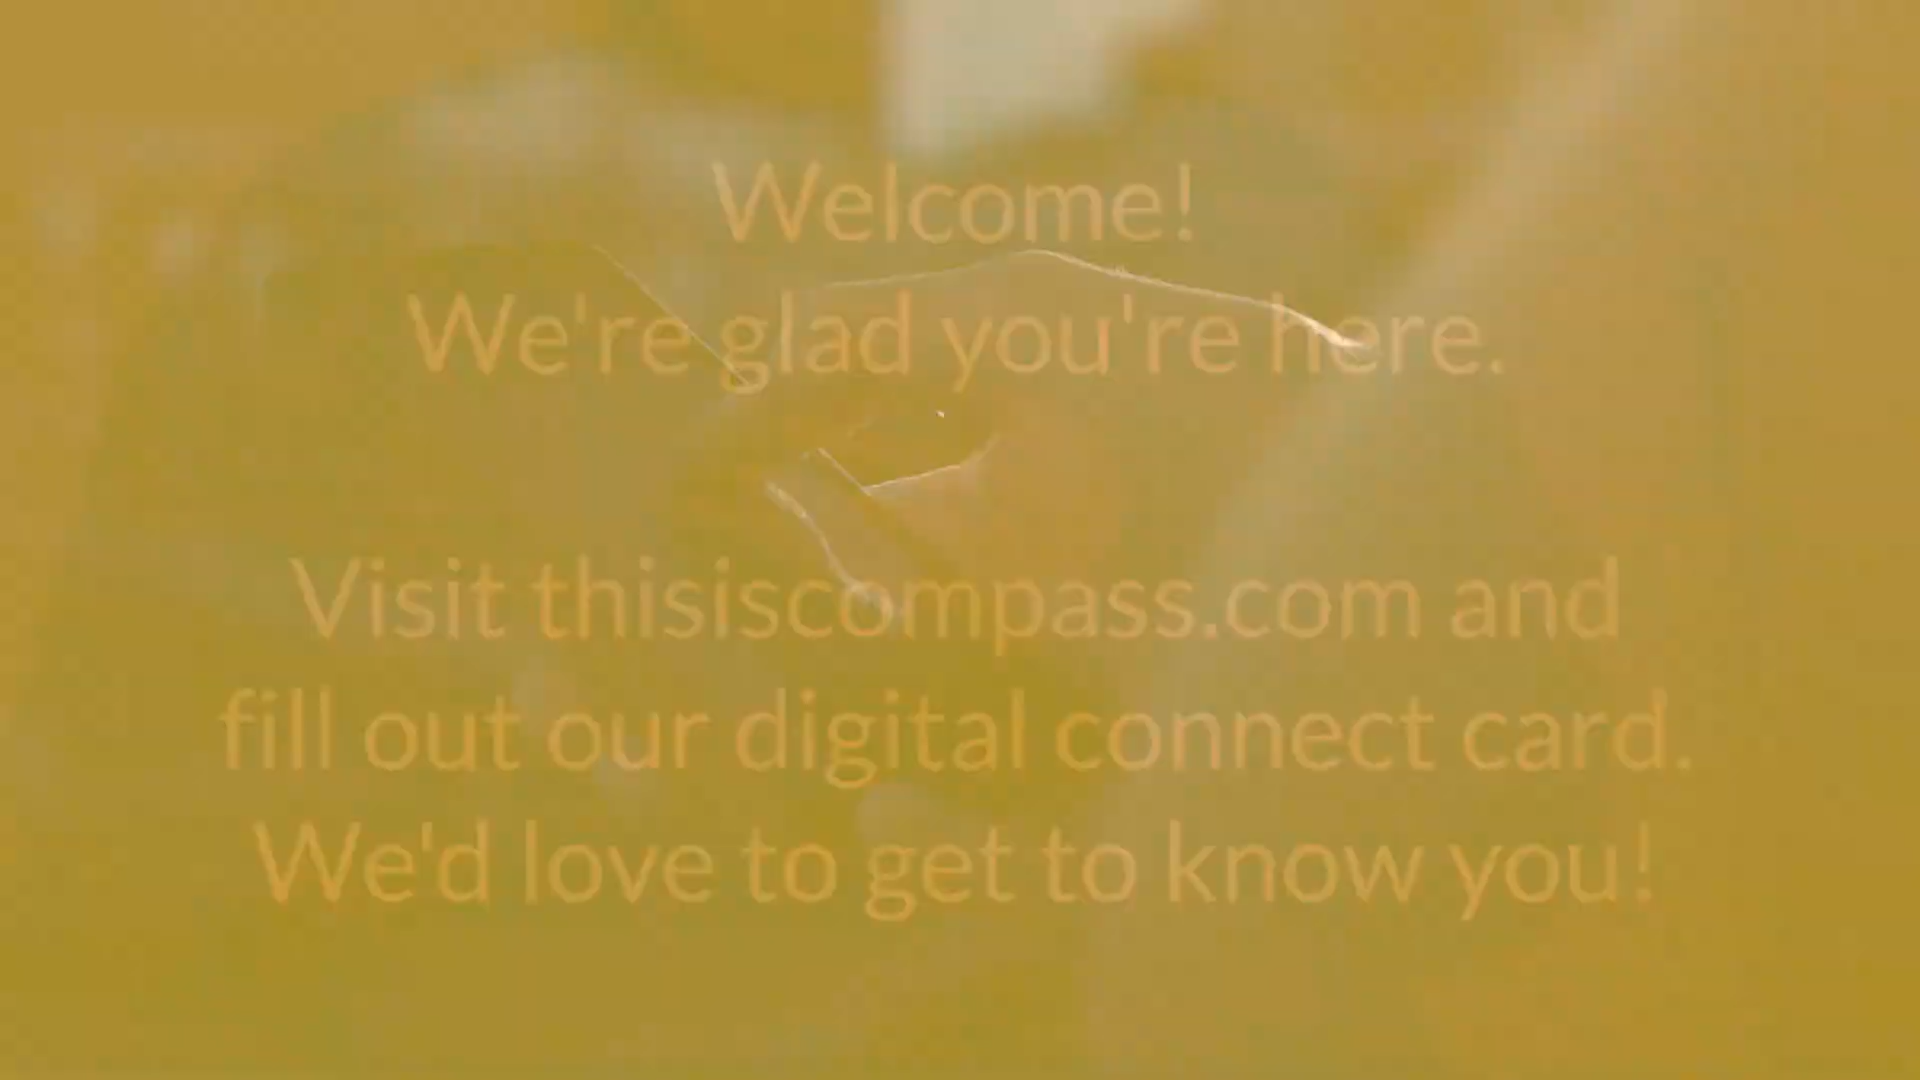 Welcome!
We're glad you're here.
Visit thisiscompass.com and
fill out our digital connect card.
We'd love to get to know you!